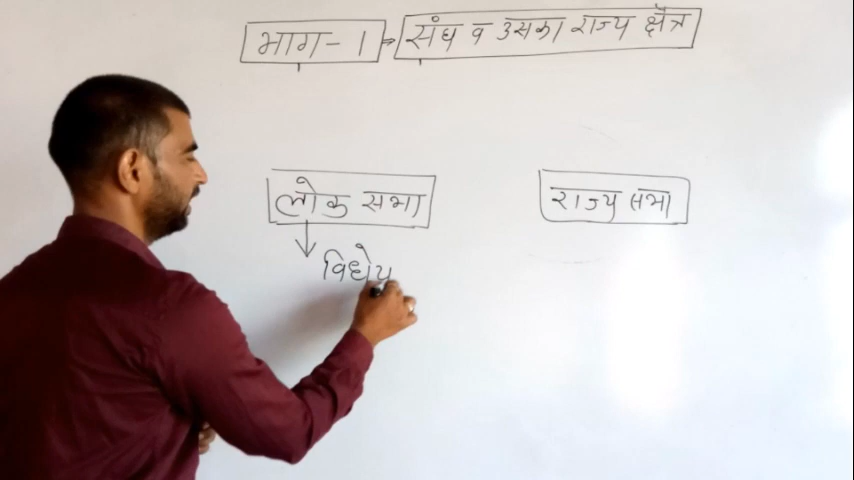 भाग-1 → संघ व उसका राज्य क्षेत्र
लोक सभा राज्य सभा
विधेय